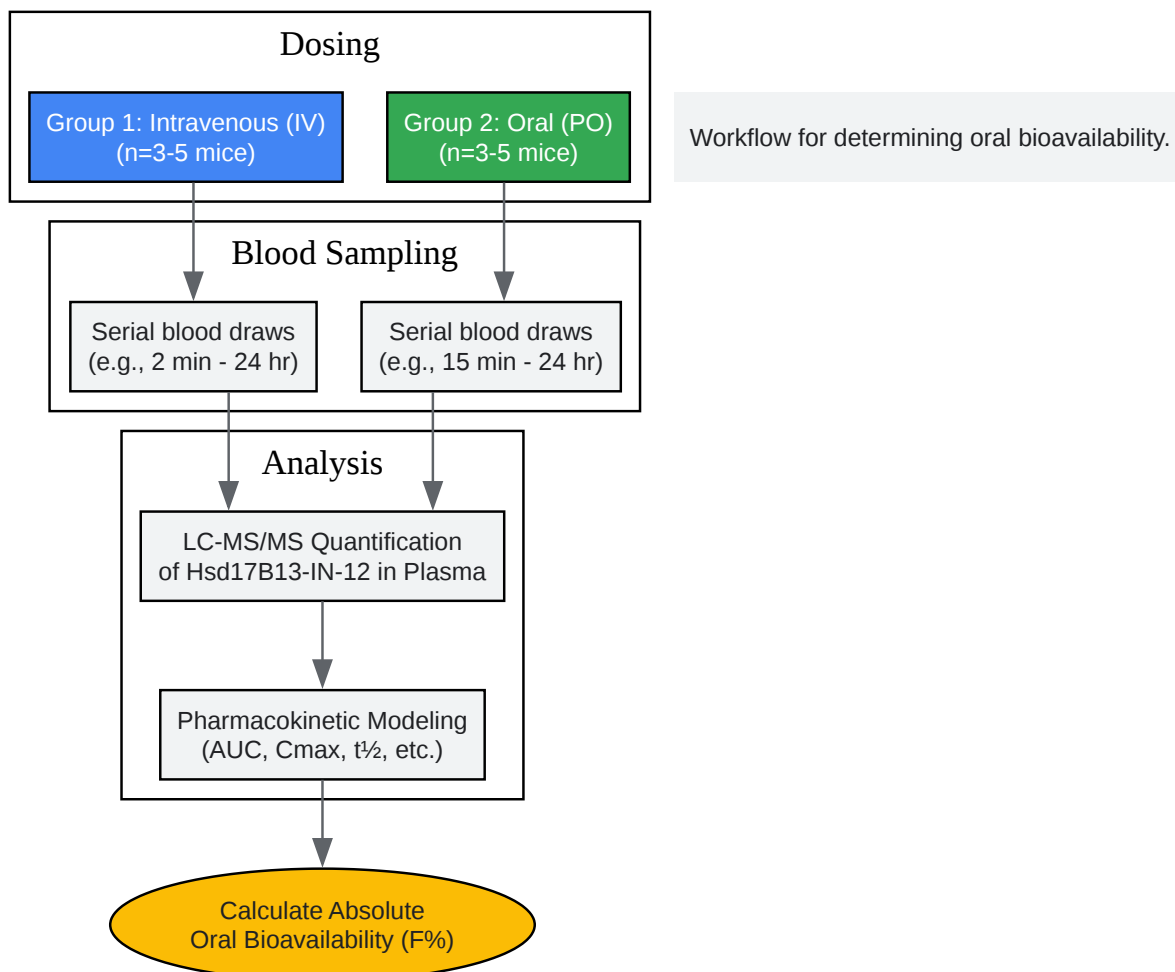 Dosing
Group 1: Intravenous (IV)
(n=3-5 mice)
Group 2: Oral (PO)
(n=3-5 mice)
Workflow for determining oral bioavailability.
Blood Sampling
Serial blood draws
(e.g., 2 min - 24 hr)
Serial blood draws
(e.g., 15 min - 24 hr)
Analysis
LC-MS/MS Quantification
of Hsd17B13-IN-12 in Plasma
Pharmacokinetic Modeling
(AUC, Cmax, t½, etc.)
Calculate Absolute
Oral Bioavailability (F%)